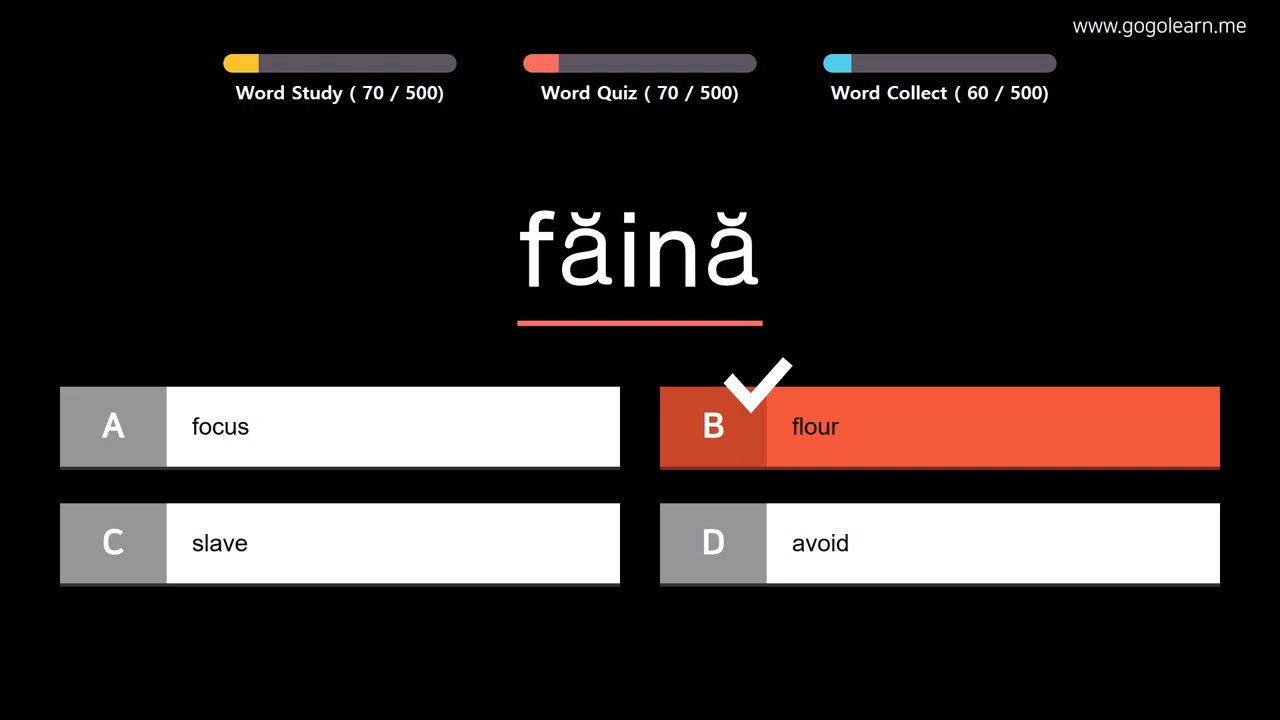 www.gogolearn.me
Word Study ( 70 / 500)
Word Quiz ( 70 / 500)
Word Collect ( 60 / 500)
făină
A focus
B flour
C slave
D avoid